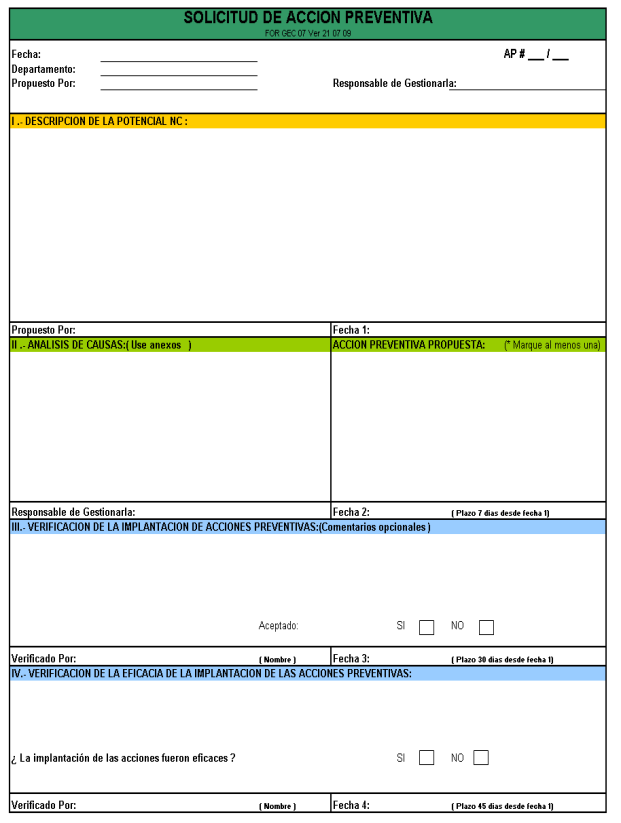 SOLICITUD DE ACCION PREVENTIVA
FOR GEC 07 Ver 21 07 09
Fecha: AP # ___ / ___
Departamento:
Propuesto Por: Responsable de Gestionarla:
I .- DESCRIPCION DE LA POTENCIAL NC :
Propuesto Por: Fecha 1:
II .- ANALISIS DE CAUSAS:( Use anexos ) ACCION PREVENTIVA PROPUESTA: (* Marque al menos una)
Responsable de Gestionarla: Fecha 2: ( Plazo 7 dias desde fecha 1)
III.- VERIFICACION DE LA IMPLANTACION DE ACCIONES PREVENTIVAS:(Comentarios opcionales )
Aceptado: SI NO
Verificado Por: ( Nombre ) Fecha 3: ( Plazo 30 dias desde fecha 1)
IV.- VERIFICACION DE LA EFICACIA DE LA IMPLANTACION DE LAS ACCIONES PREVENTIVAS:
¿ La implantación de las acciones fueron eficaces ? SI NO
Verificado Por: ( Nombre ) Fecha 4: ( Plazo 45 dias desde fecha 1)